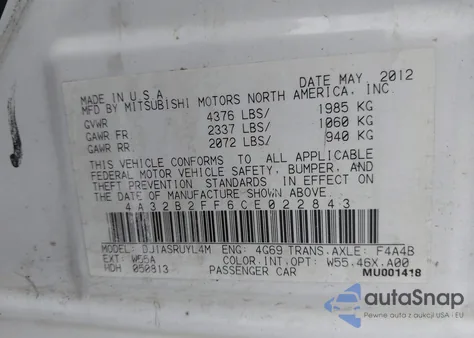 DATE MAY, 2012
MADE IN U.S.A.
MFD BY MITSUBISHI MOTORS NORTH AMERICA, INC.
GVWR 4376 LBS/ 1985 KG
GAWR FR 2337 LBS/ 1060 KG
GAWR RR. 2072 LBS/ 940 KG
THIS VEHICLE CONFORMS TO ALL APPLICABLE
FEDERAL MOTOR VEHICLE SAFETY, BUMPER, AND
THEFT PREVENTION STANDARDS IN EFFECT ON
THE DATE OF MANUFACTURE SHOWN ABOVE.
4A32B2FF6CE022843
MODEL: DJ1ASRUYL4M ENG: 4G69 TRANS.AXLE: F4A4B
EXT: W55A COLOR.INT.OPT: W55.46X.A00
MDH 050813 PASSENGER CAR MU001418
autoSnap
Pewne auto z aukcji w USA i EX.